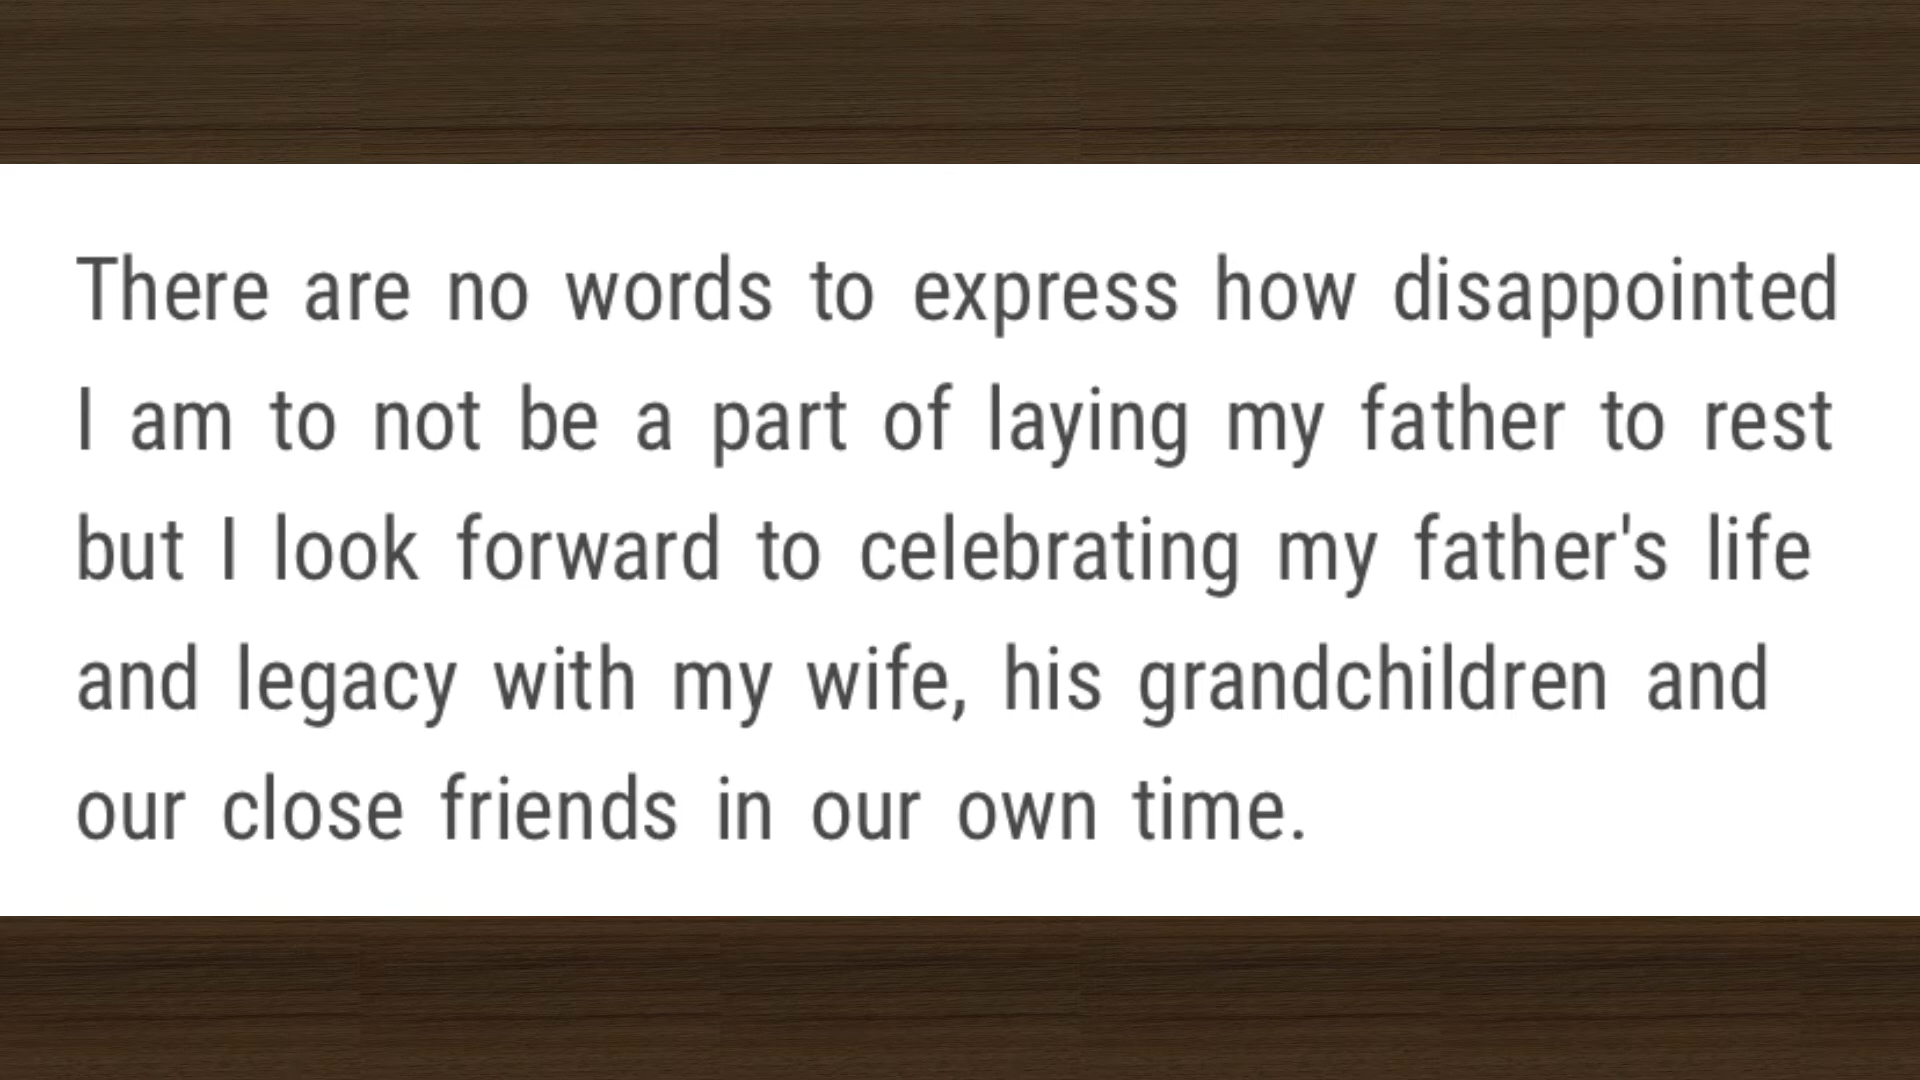 There are no words to express how disappointed
I am to not be a part of laying my father to rest
but I look forward to celebrating my father's life
and legacy with my wife, his grandchildren and
our close friends in our own time.